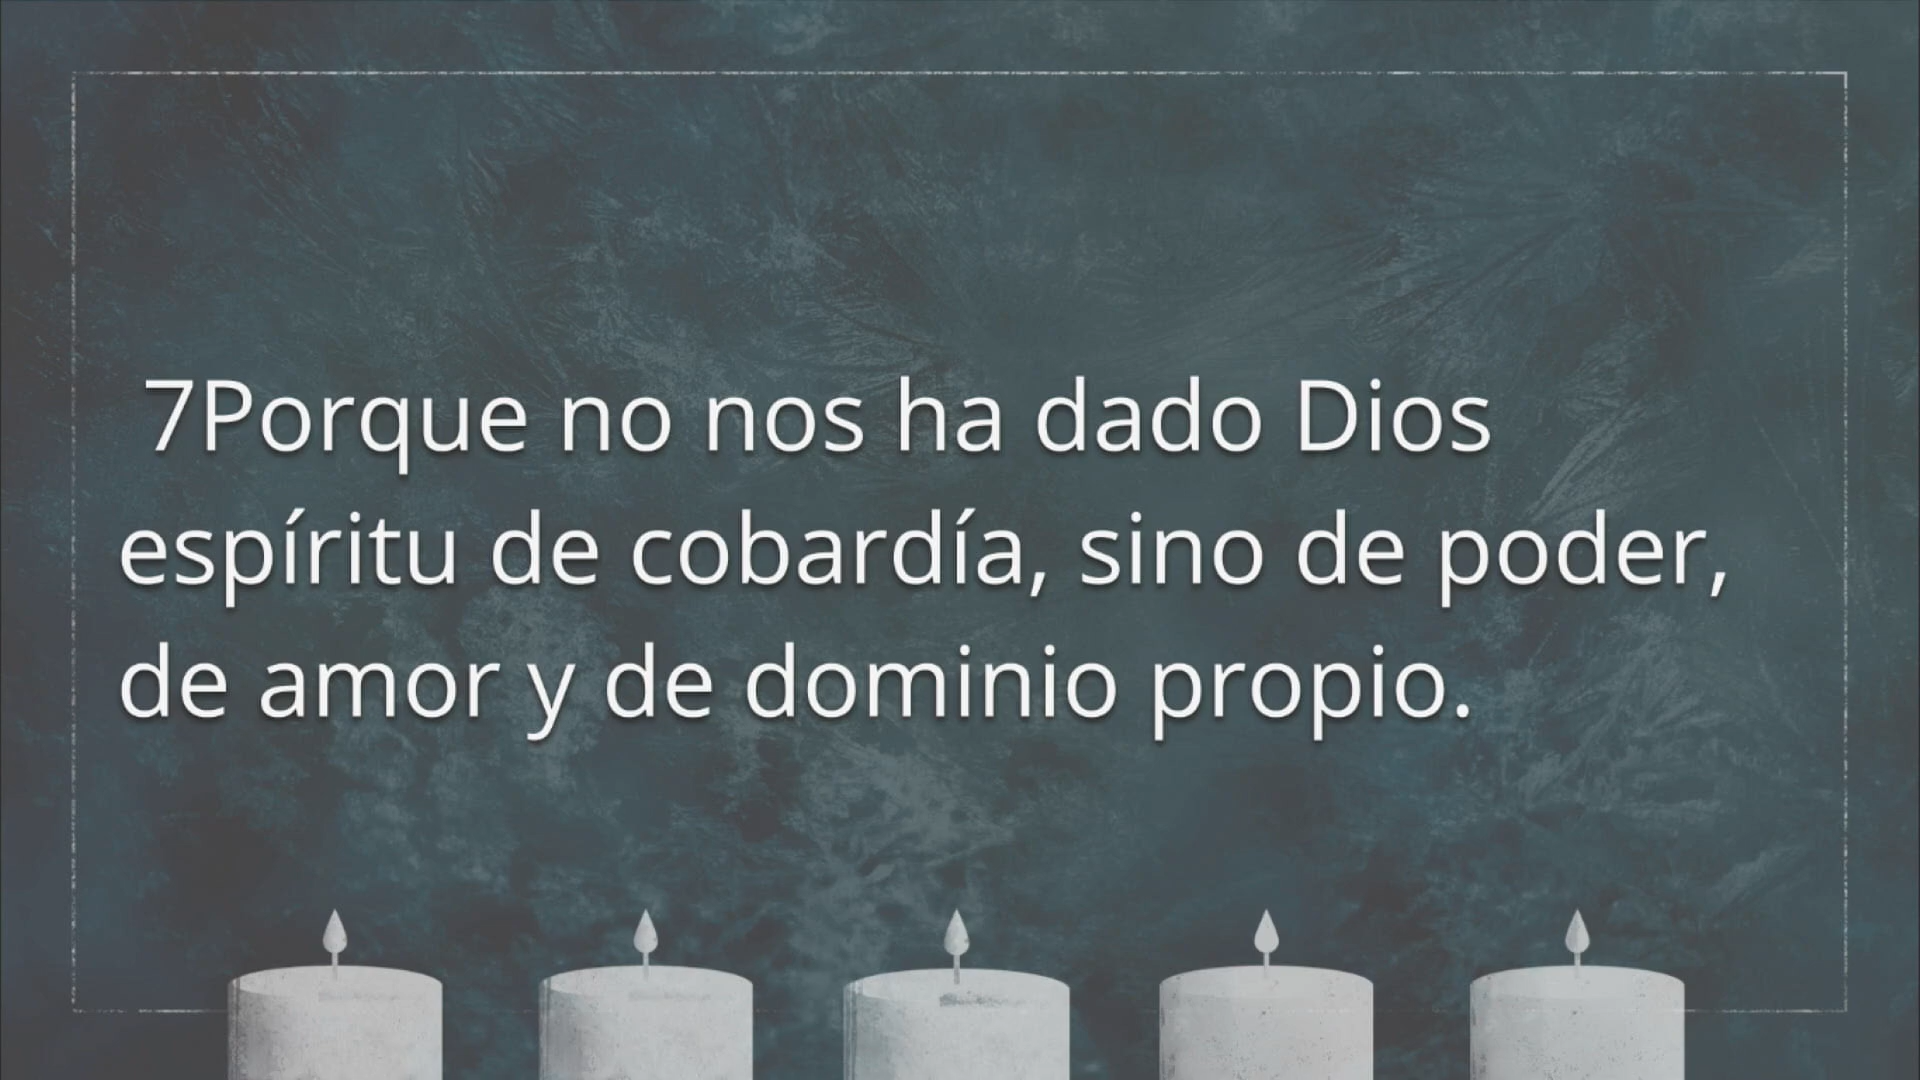 7Porque no nos ha dado Dios
espíritu de cobardía, sino de poder,
de amor y de dominio propio.